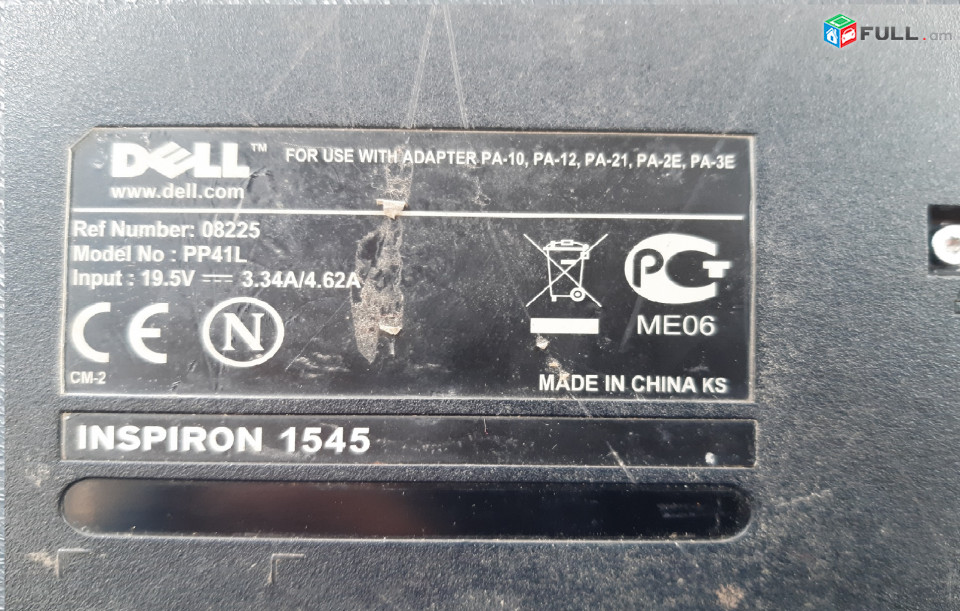 FULL.am
DELL™ FOR USE WITH ADAPTER PA-10, PA-12, PA-21, PA-2E, PA-3E
www.dell.com
Ref Number: 08225
Model No : PP41L
Input : 19.5V ⎓ 3.34A/4.62A
CE N PCT
ME06
CM-2 MADE IN CHINA KS
INSPIRON 1545